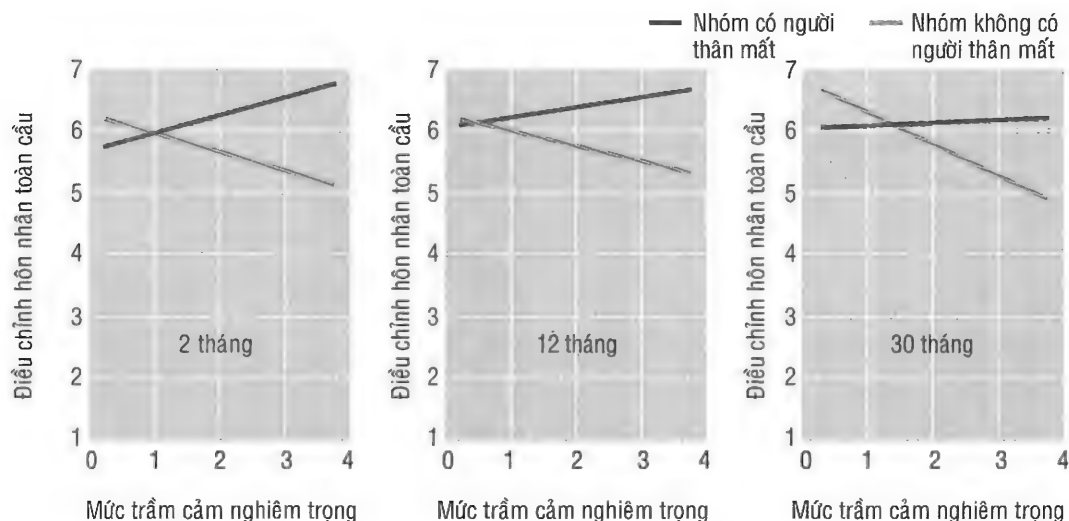 Nhóm có người
thân mất
Nhóm không có
người thân mất
Điều chỉnh hôn nhân toàn cầu
7
6
5
4
3
2
1
2 tháng
0 1 2 3 4
Mức trầm cảm nghiêm trọng
Điều chỉnh hôn nhân toàn cầu
7
6
5
4
3
2
1
12 tháng
0 1 2 3 4
Mức trầm cảm nghiêm trọng
Điều chỉnh hôn nhân toàn cầu
7
6
5
4
3
2
1
30 tháng
0 1 2 3 4
Mức trầm cảm nghiêm trọng